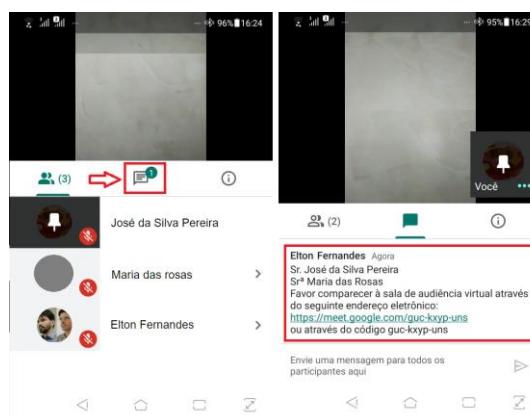 96% 16:24
(3)
1
José da Silva Pereira
Maria das rosas
Elton Fernandes
95% 16:29
Você
(2)
Elton Fernandes Agora
Sr. José da Silva Pereira
Srª Maria das Rosas
Favor comparecer à sala de audiência virtual através
do seguinte endereço eletrônico:
https://meet.google.com/guc-kxyp-uns
ou através do código guc-kxyp-uns
Envie uma mensagem para todos os
participantes aqui